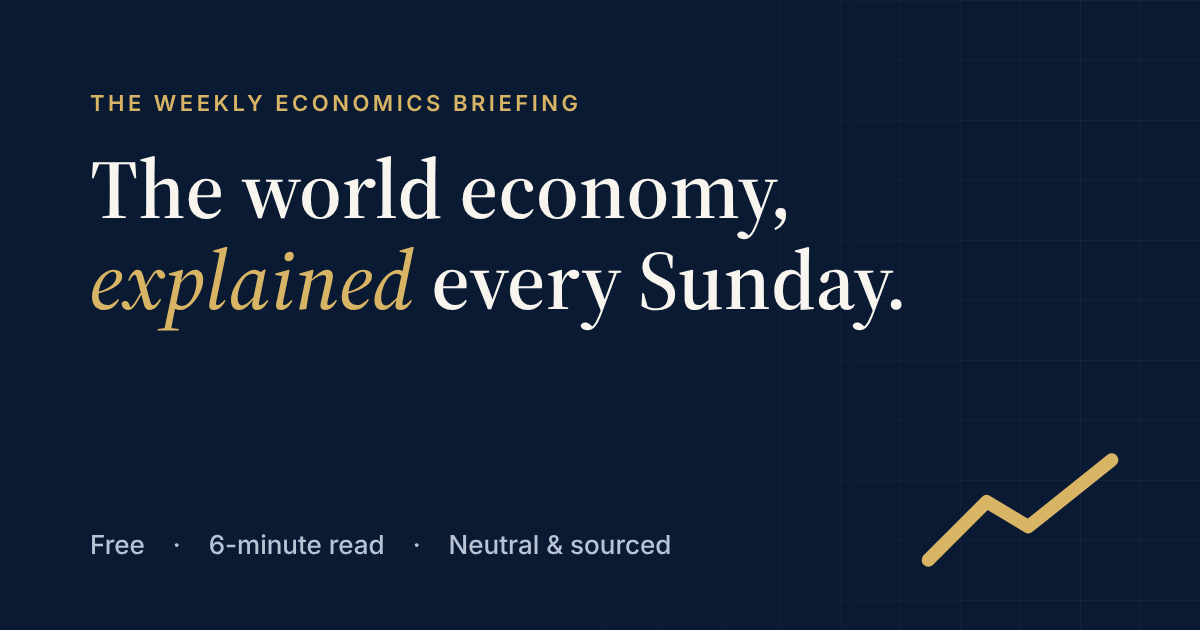 THE WEEKLY ECONOMICS BRIEFING
The world economy,
explained every Sunday.
Free · 6-minute read · Neutral & sourced